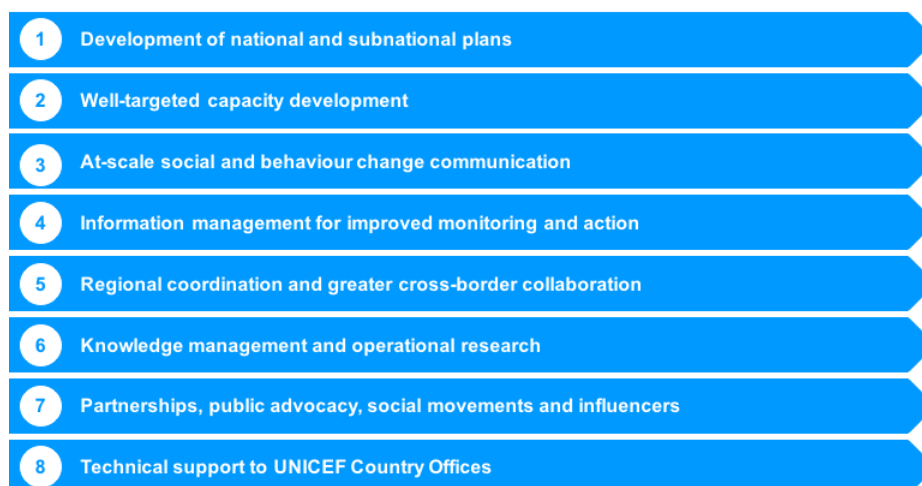 1 Development of national and subnational plans
2 Well-targeted capacity development
3 At-scale social and behaviour change communication
4 Information management for improved monitoring and action
5 Regional coordination and greater cross-border collaboration
6 Knowledge management and operational research
7 Partnerships, public advocacy, social movements and influencers
8 Technical support to UNICEF Country Offices